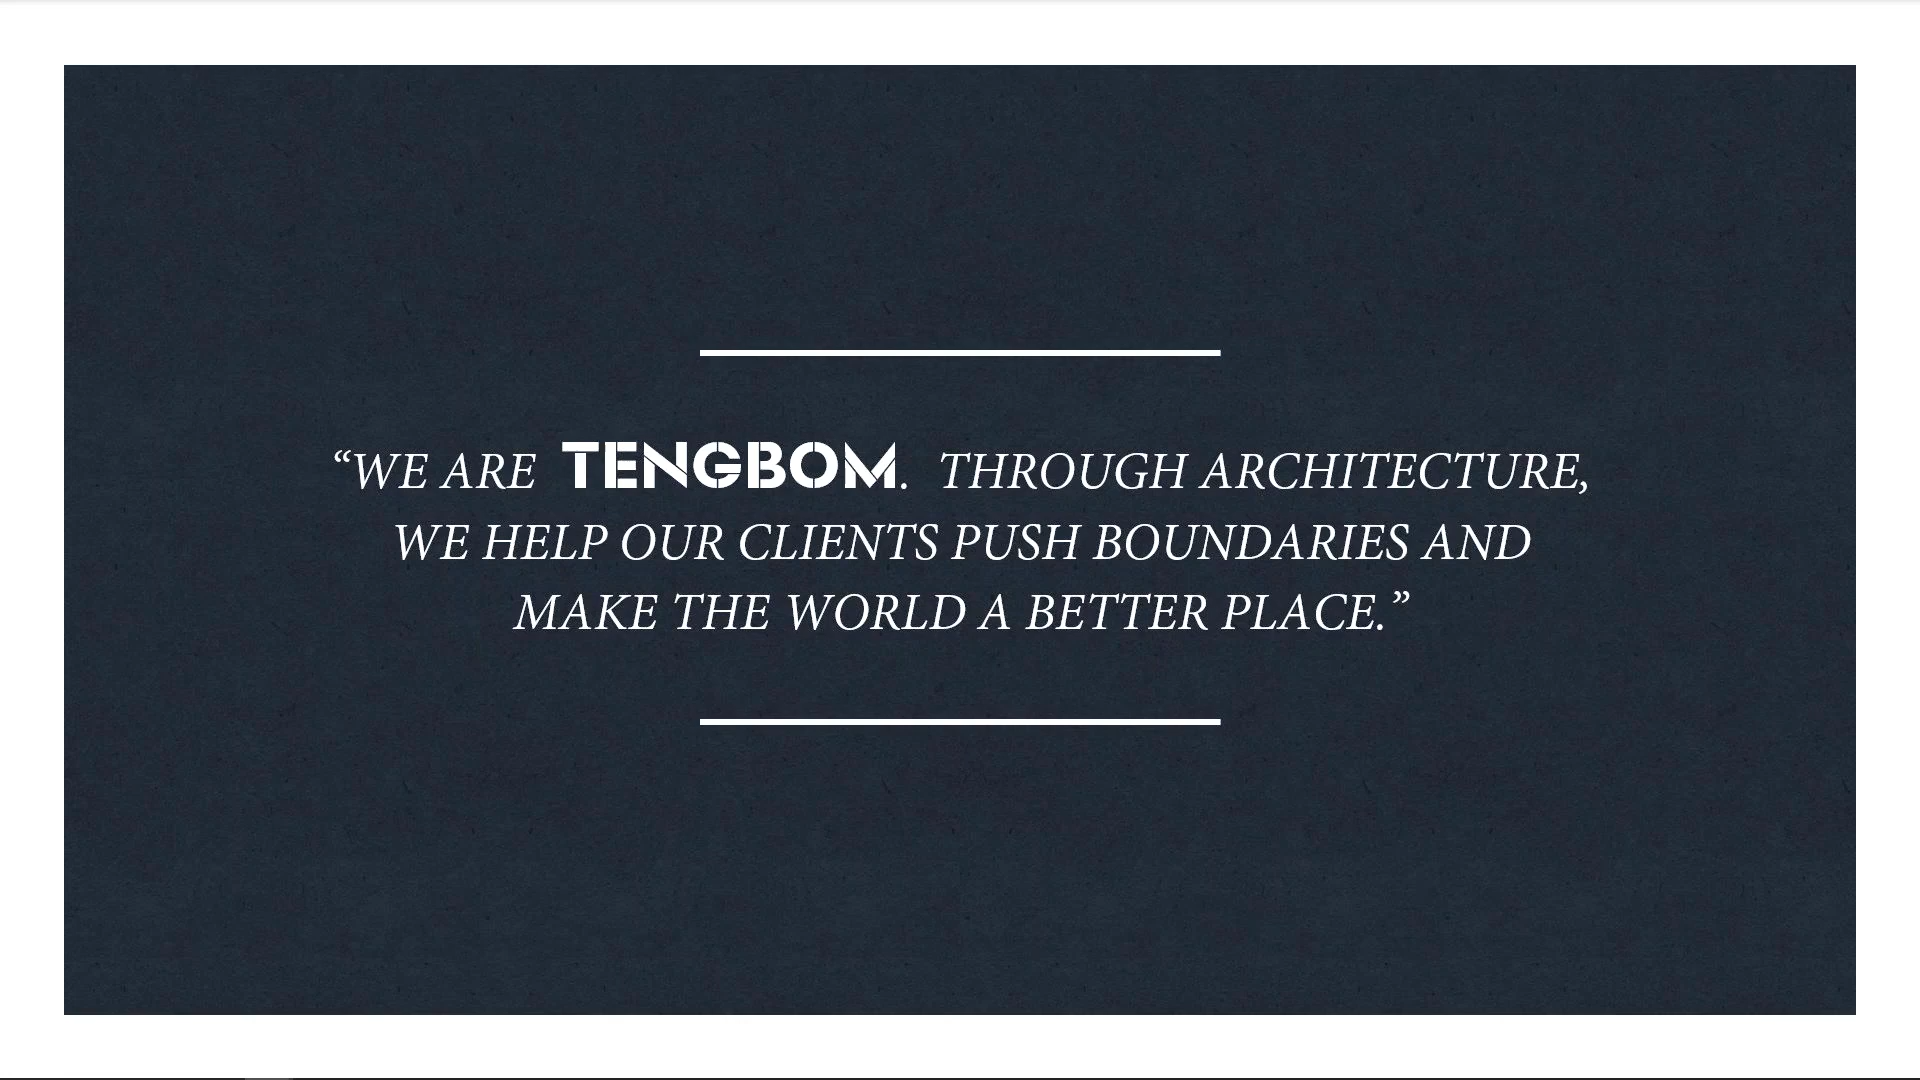 “WE ARE TENGBOM. THROUGH ARCHITECTURE,
WE HELP OUR CLIENTS PUSH BOUNDARIES AND
MAKE THE WORLD A BETTER PLACE.”